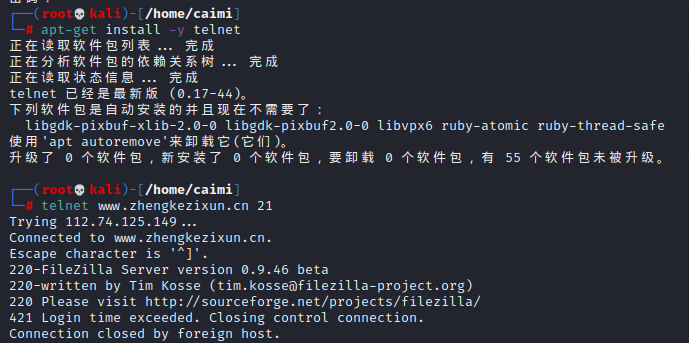 ┌──(root💀kali)-[/home/caimi]
└─# apt-get install -y telnet
正在读取软件包列表... 完成
正在分析软件包的依赖关系树... 完成
正在读取状态信息... 完成
telnet 已经是最新版 (0.17-44)。
下列软件包是自动安装的并且现在不需要了：
  libgdk-pixbuf-xlib-2.0-0 libgdk-pixbuf2.0-0 libvpx6 ruby-atomic ruby-thread-safe
使用'apt autoremove'来卸载它(它们)。
升级了 0 个软件包，新安装了 0 个软件包，要卸载 0 个软件包，有 55 个软件包未被升级。
┌──(root💀kali)-[/home/caimi]
└─# telnet www.zhengkezixun.cn 21
Trying 112.74.125.149...
Connected to www.zhengkezixun.cn.
Escape character is '^]'.
220-FileZilla Server version 0.9.46 beta
220-written by Tim Kosse (tim.kosse@filezilla-project.org)
220 Please visit http://sourceforge.net/projects/filezilla/
421 Login time exceeded. Closing control connection.
Connection closed by foreign host.